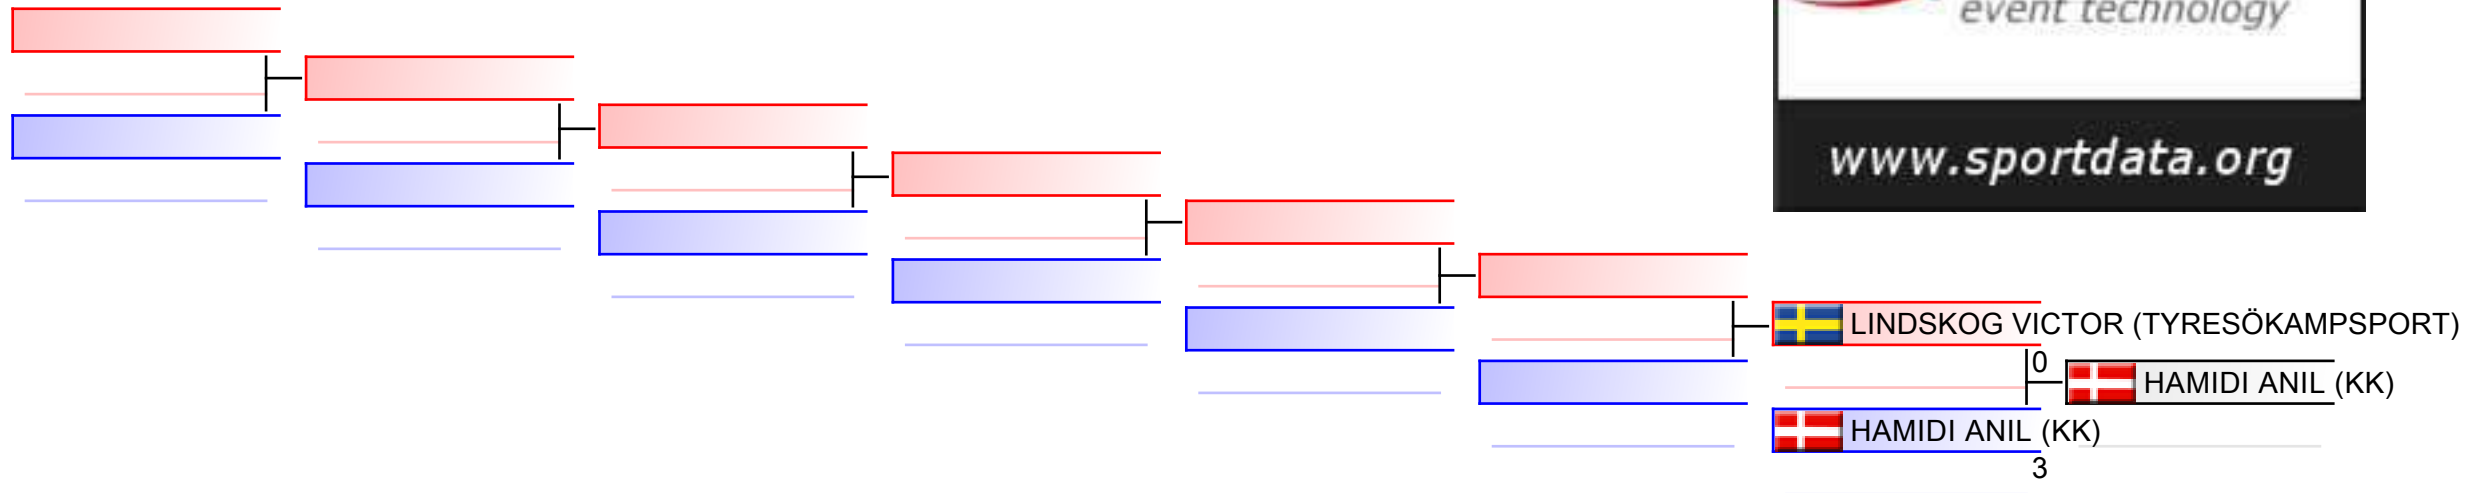 event technology
www.sportdata.org
LINDSKOG VICTOR (TYRESÖKAMPSPORT)
0
HAMIDI ANIL (KK)
HAMIDI ANIL (KK)
3